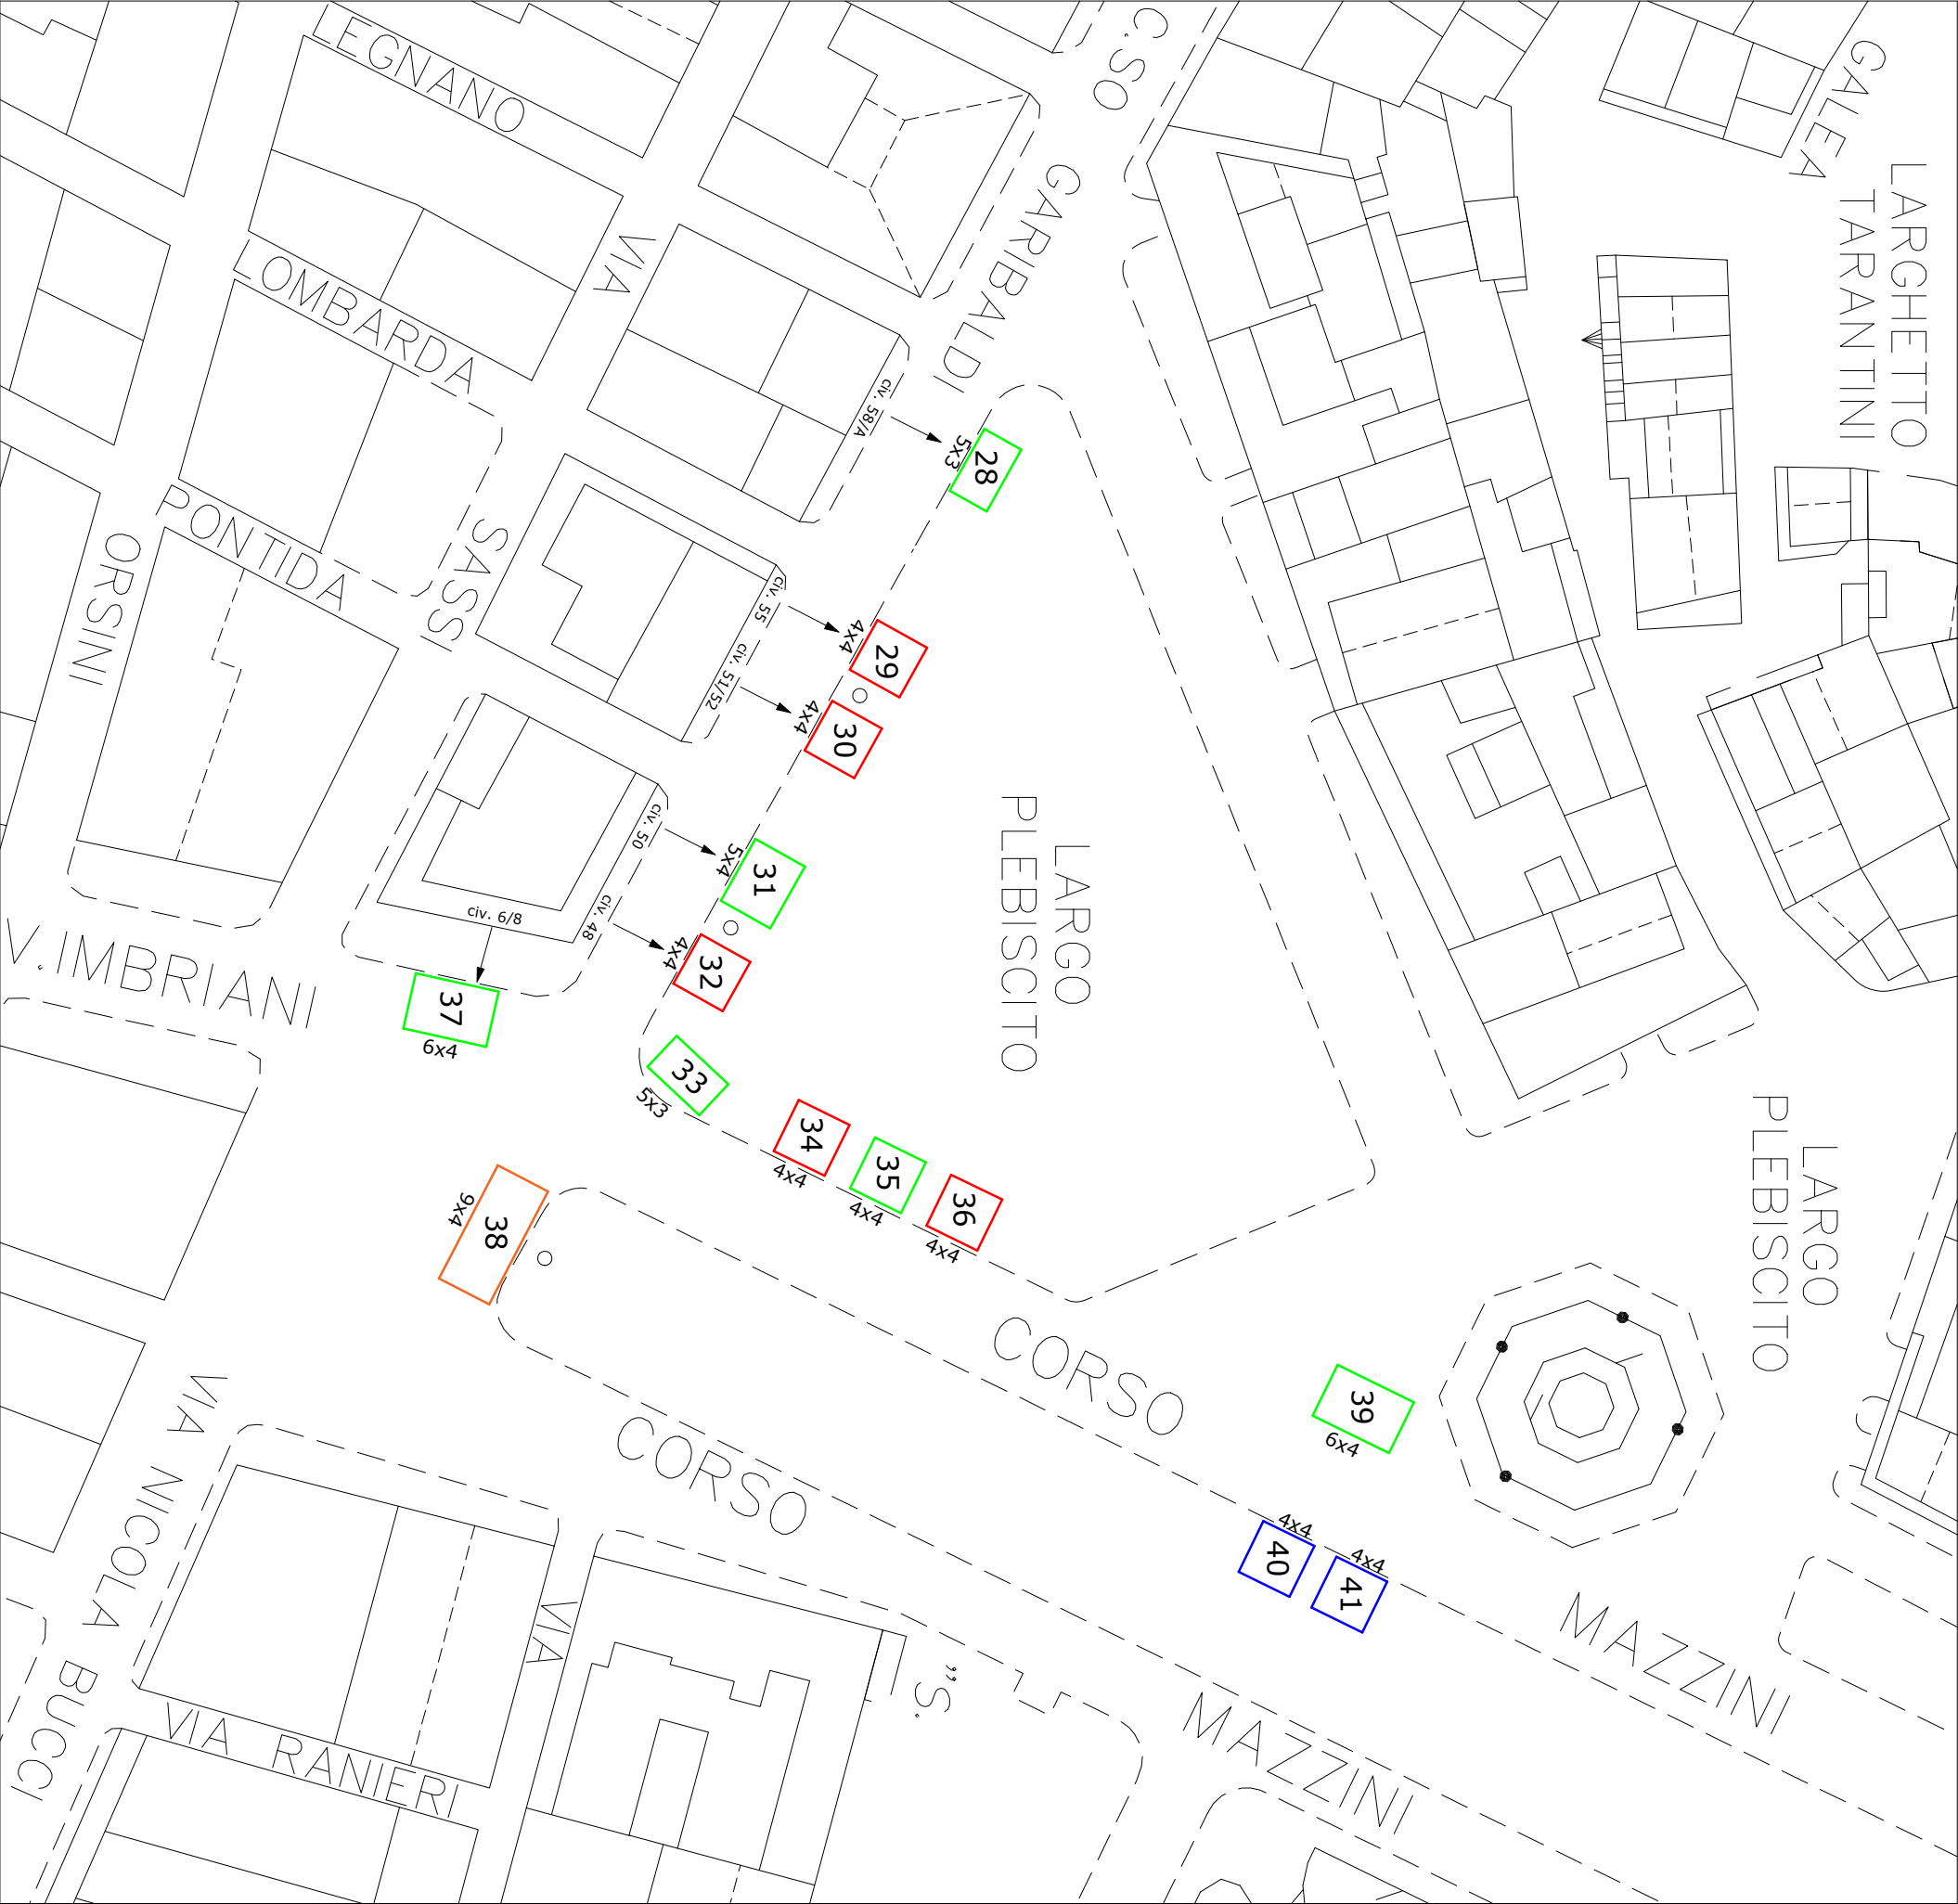 LEGNANO
C.SO
GALEA
LARGHETTO
TARANTINI
VIA
GARIBALDI
LOMBARDA
civ. 58/A
5x3
28
PONTIDA
SASSI
ORSINI
civ. 55
4x4
29
civ. 51/52
4x4
30
civ. 50
5x4
31
civ. 48
4x4
32
civ. 6/8
37
6x4
V. IMBRIANI
LARGO
PLEBISCITO
33
5x3
34
4x4
35
4x4
36
4x4
38
9x4
LARGO
PLEBISCITO
CORSO
MAZZINI
39
6x4
40
4x4
41
4x4
CORSO
MAZZINI
VIA NICOLA BUCCI
VIA
"S.
VIA RANIERI